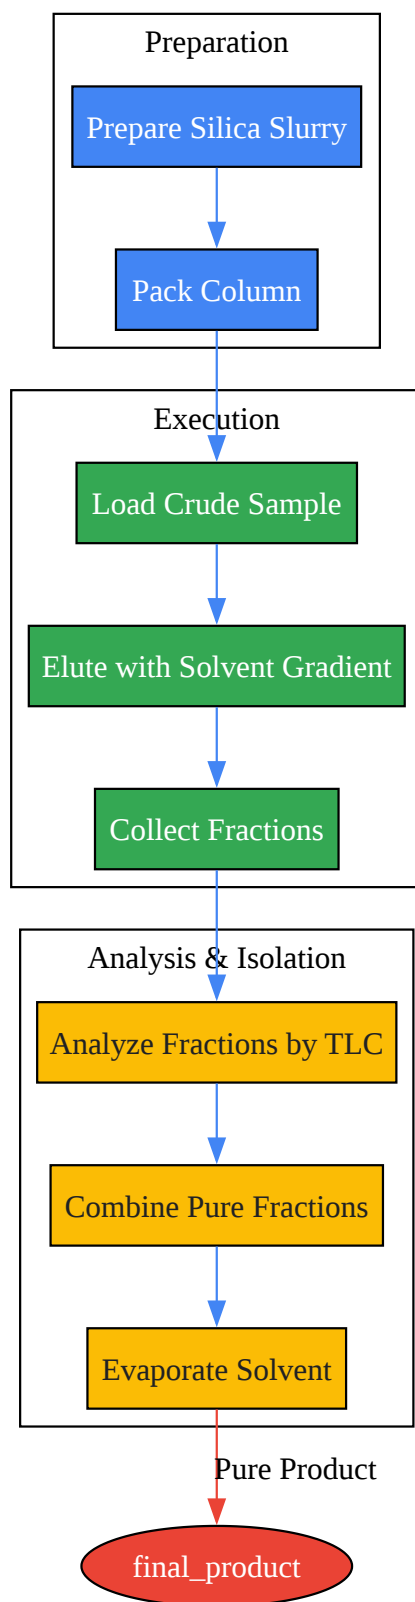 Preparation
Prepare Silica Slurry
Pack Column
Execution
Load Crude Sample
Elute with Solvent Gradient
Collect Fractions
Analysis & Isolation
Analyze Fractions by TLC
Combine Pure Fractions
Evaporate Solvent
Pure Product
final_product